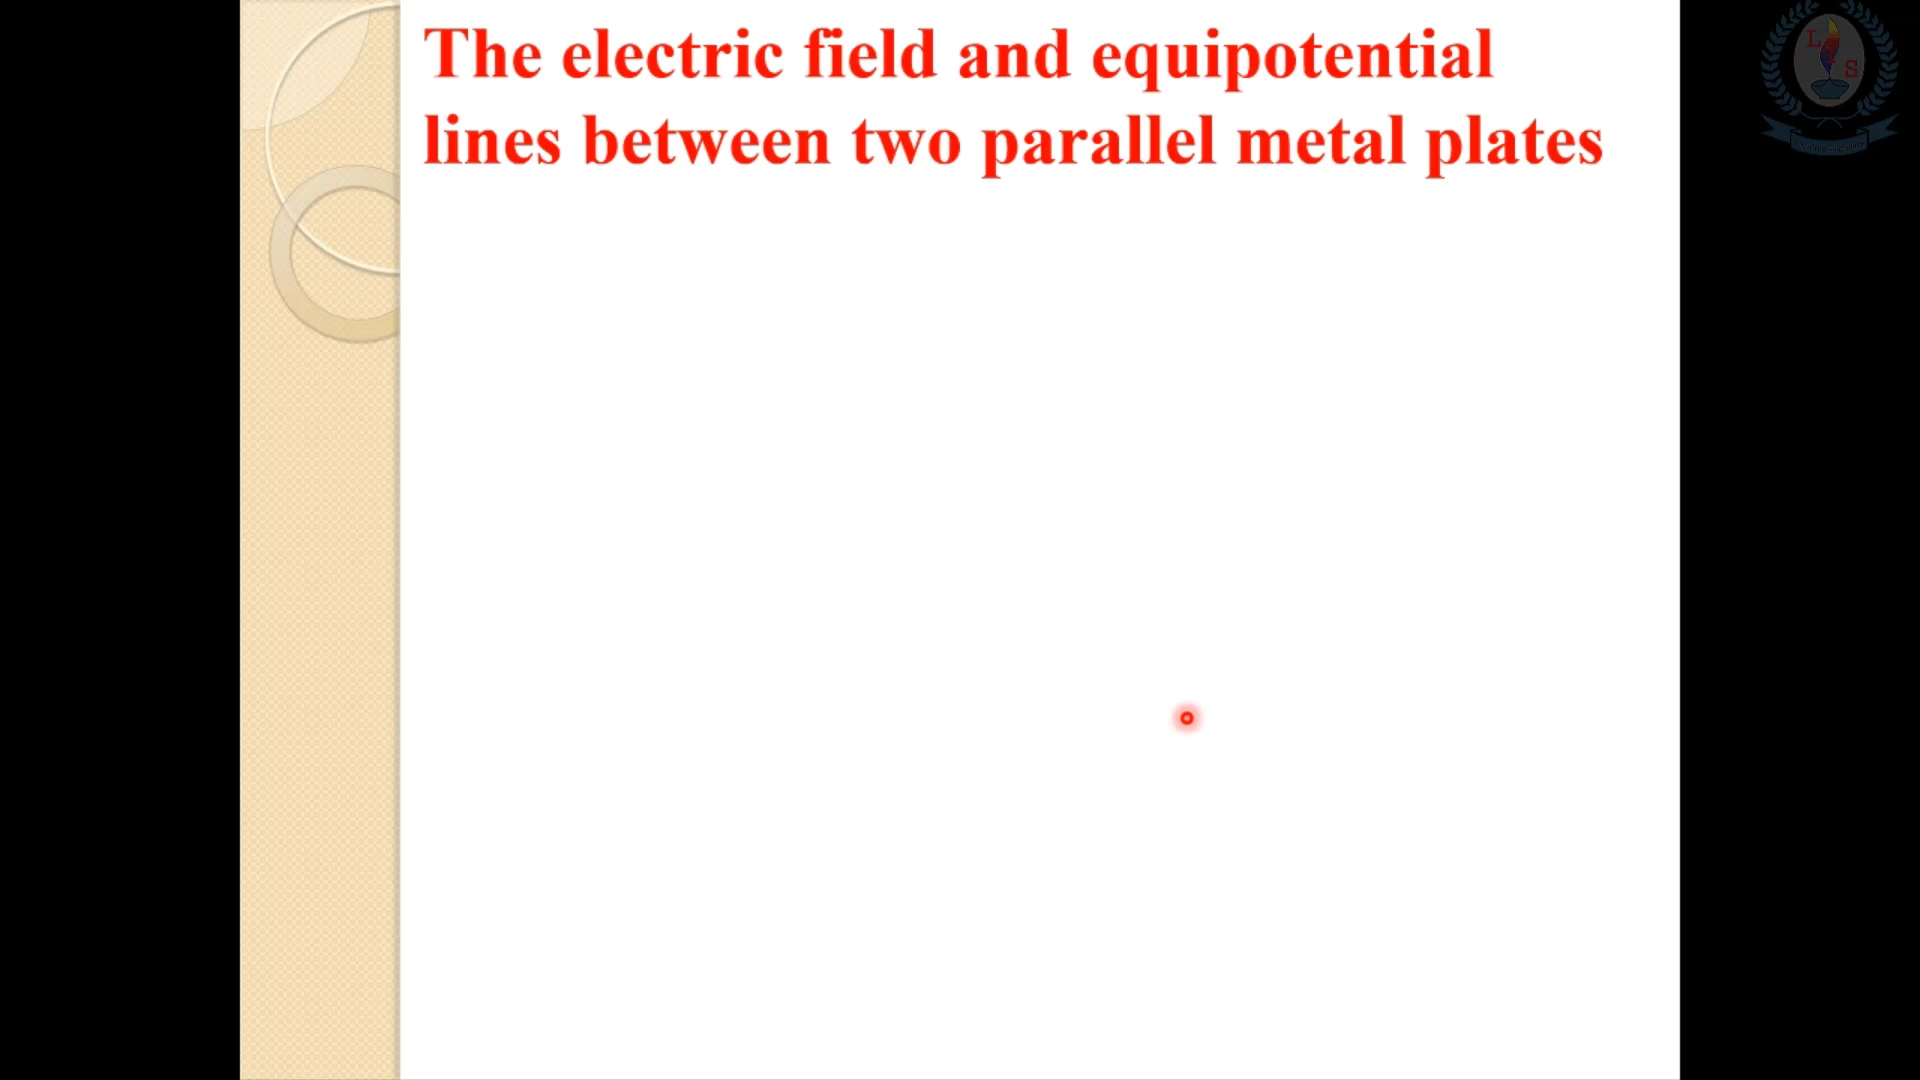 The electric field and equipotential
lines between two parallel metal plates
L
S